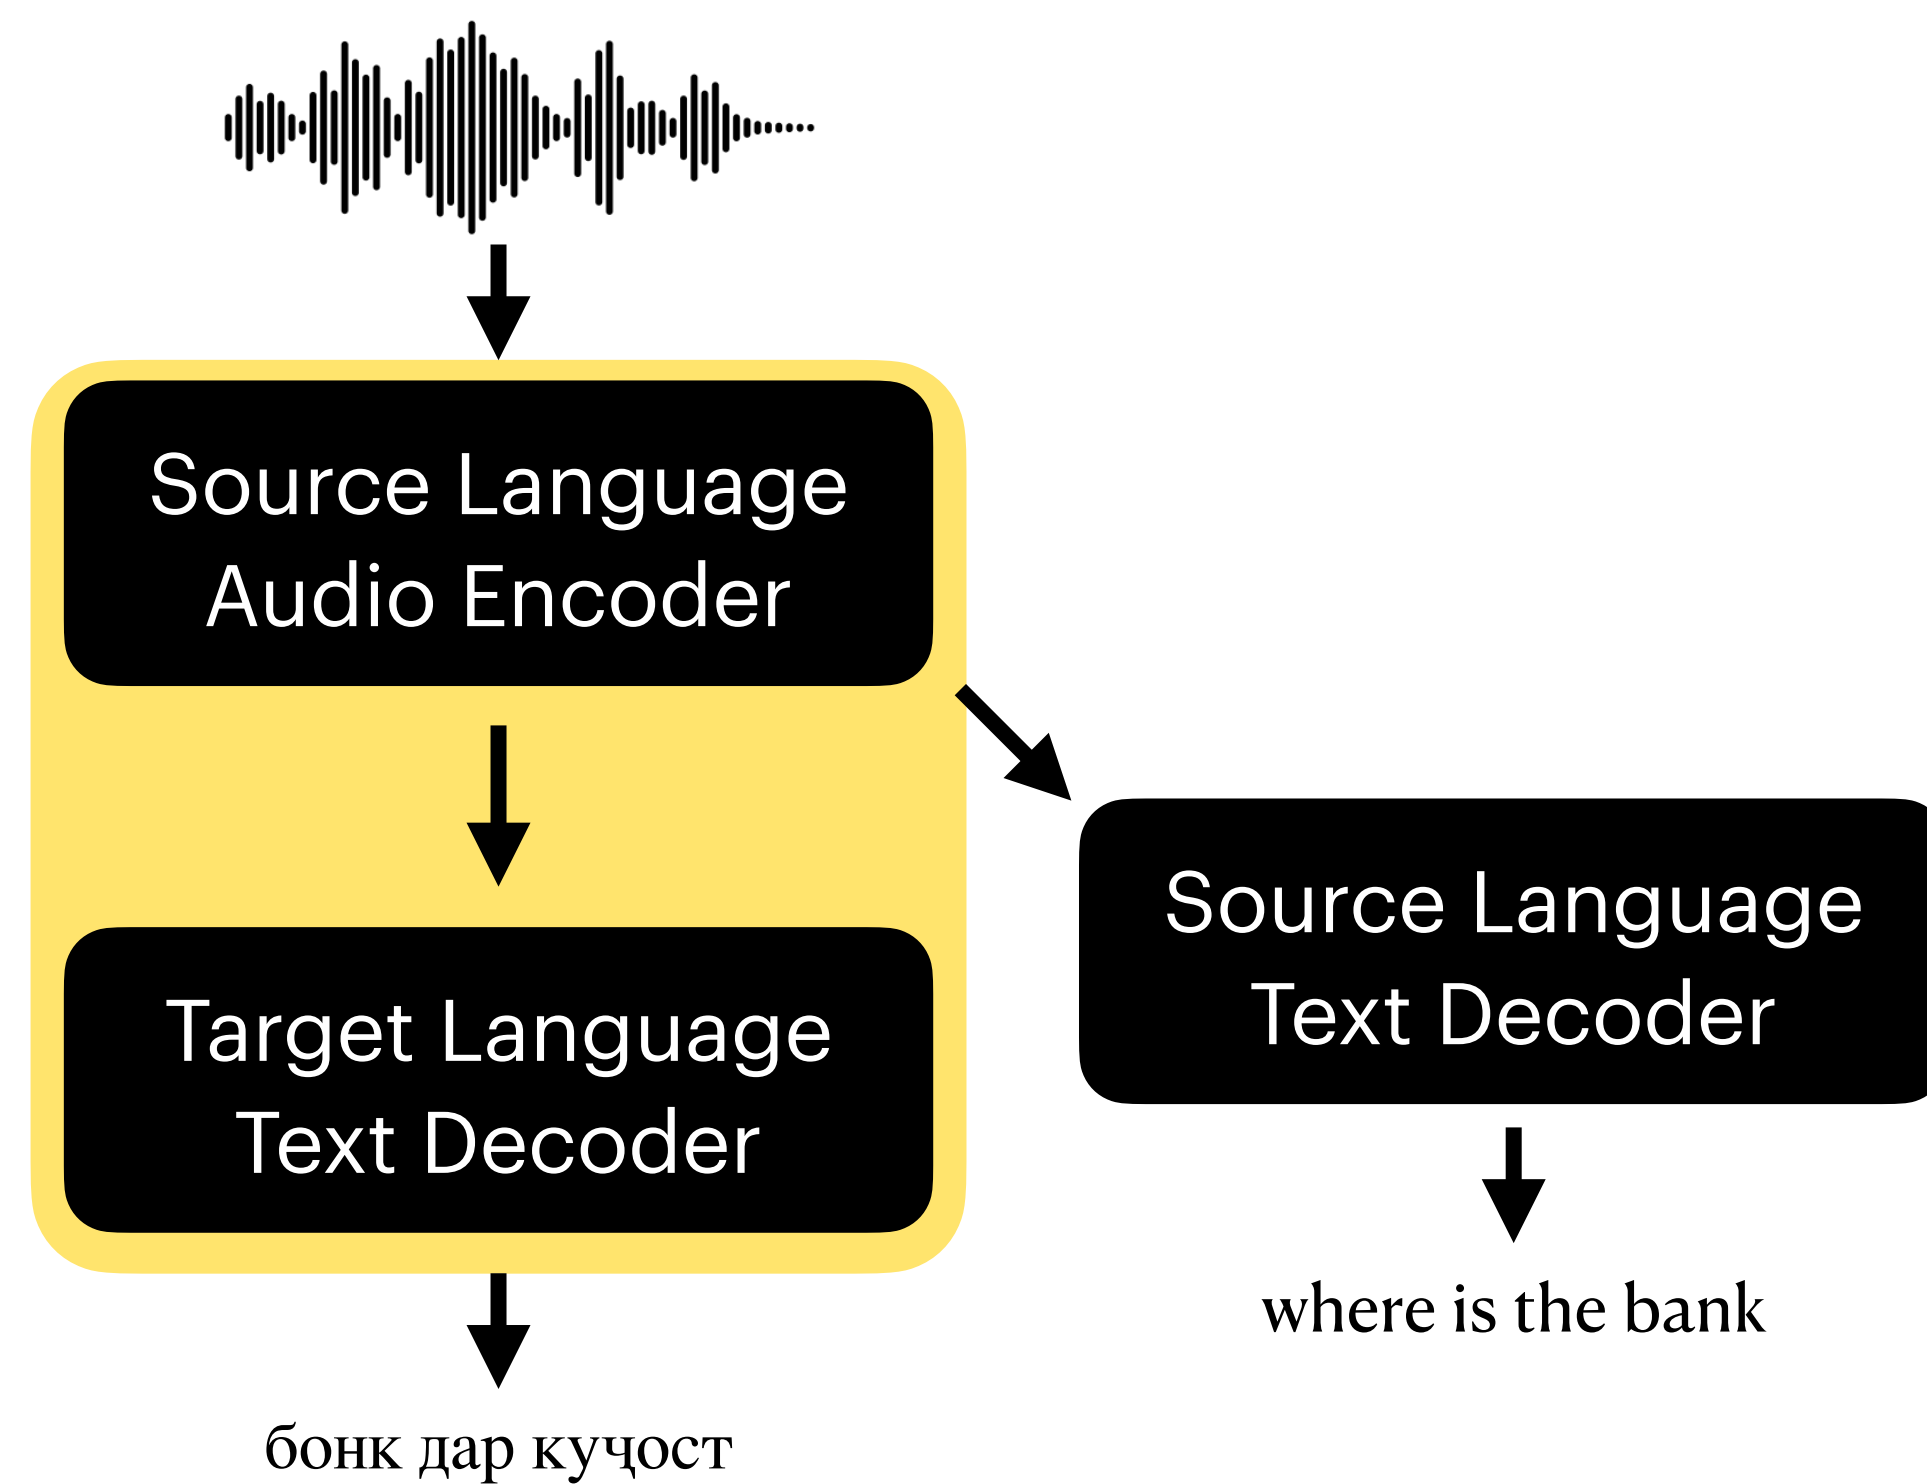 Source Language
Audio Encoder
Target Language
Text Decoder
Source Language
Text Decoder
where is the bank
бонк дар куҷост